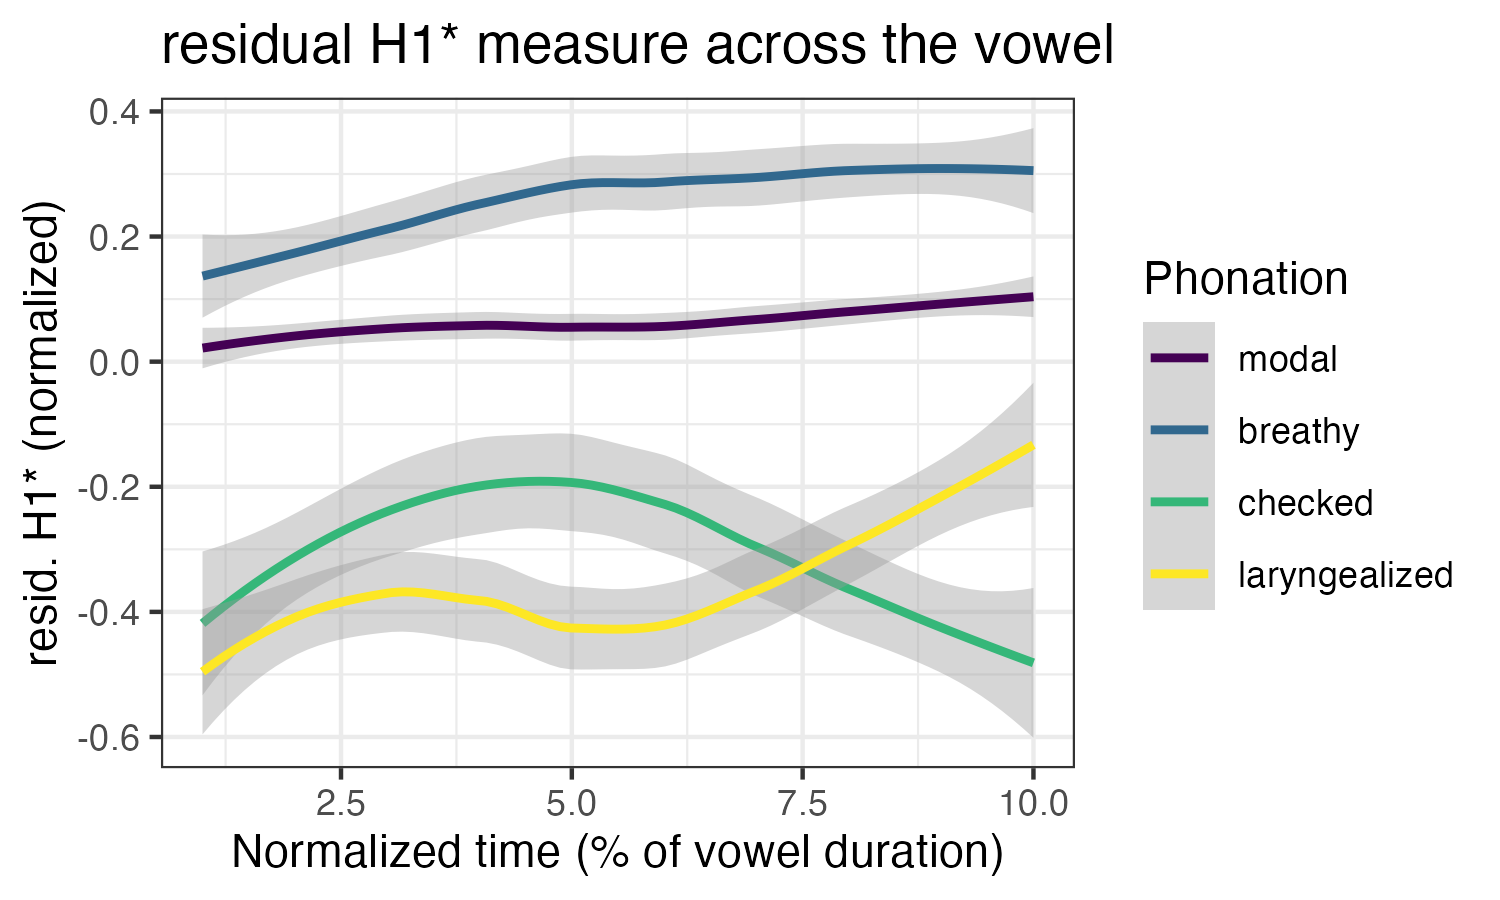 residual H1* measure across the vowel
0.4
0.2
0.0
-0.2
-0.4
-0.6
resid. H1* (normalized)
2.5 5.0 7.5 10.0
Normalized time (% of vowel duration)
Phonation
modal
breathy
checked
laryngealized